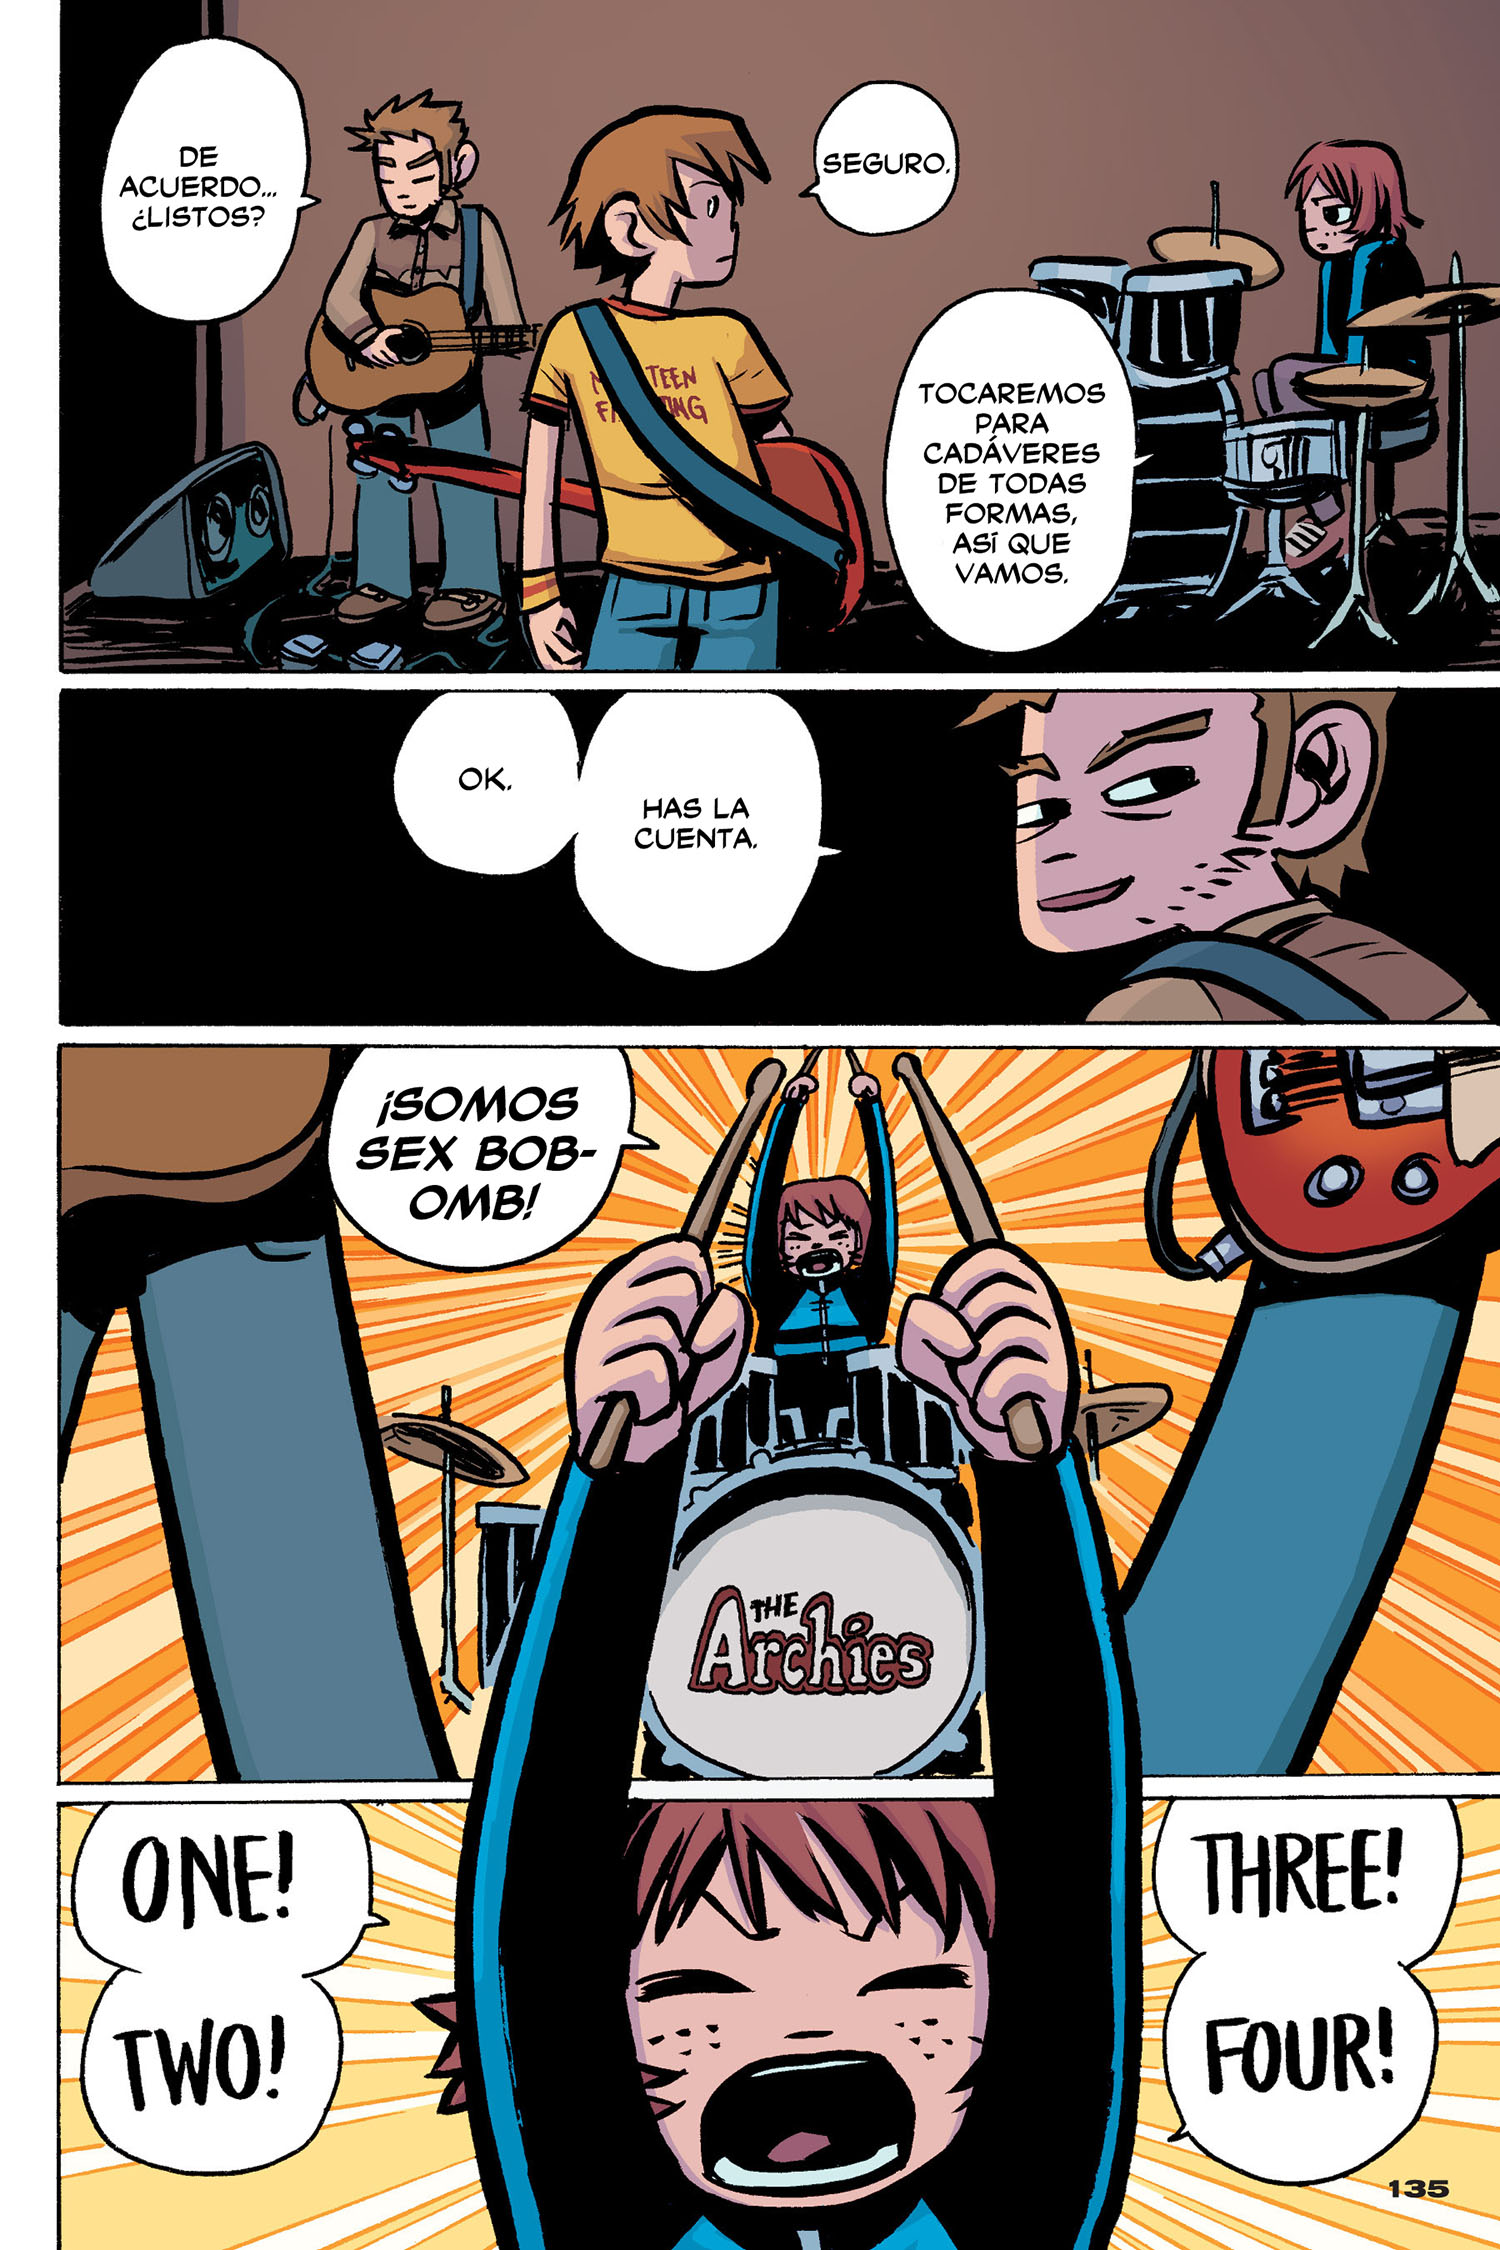 DE
ACUERDO...
¿LISTOS?
SEGURO.
TOCAREMOS
PARA
CADÁVERES
DE TODAS
FORMAS,
ASÍ QUE
VAMOS.
OK.
HAS LA
CUENTA.
¡SOMOS
SEX BOB-
OMB!
THE
Archies
ONE!
TWO!
THREE!
FOUR!
135